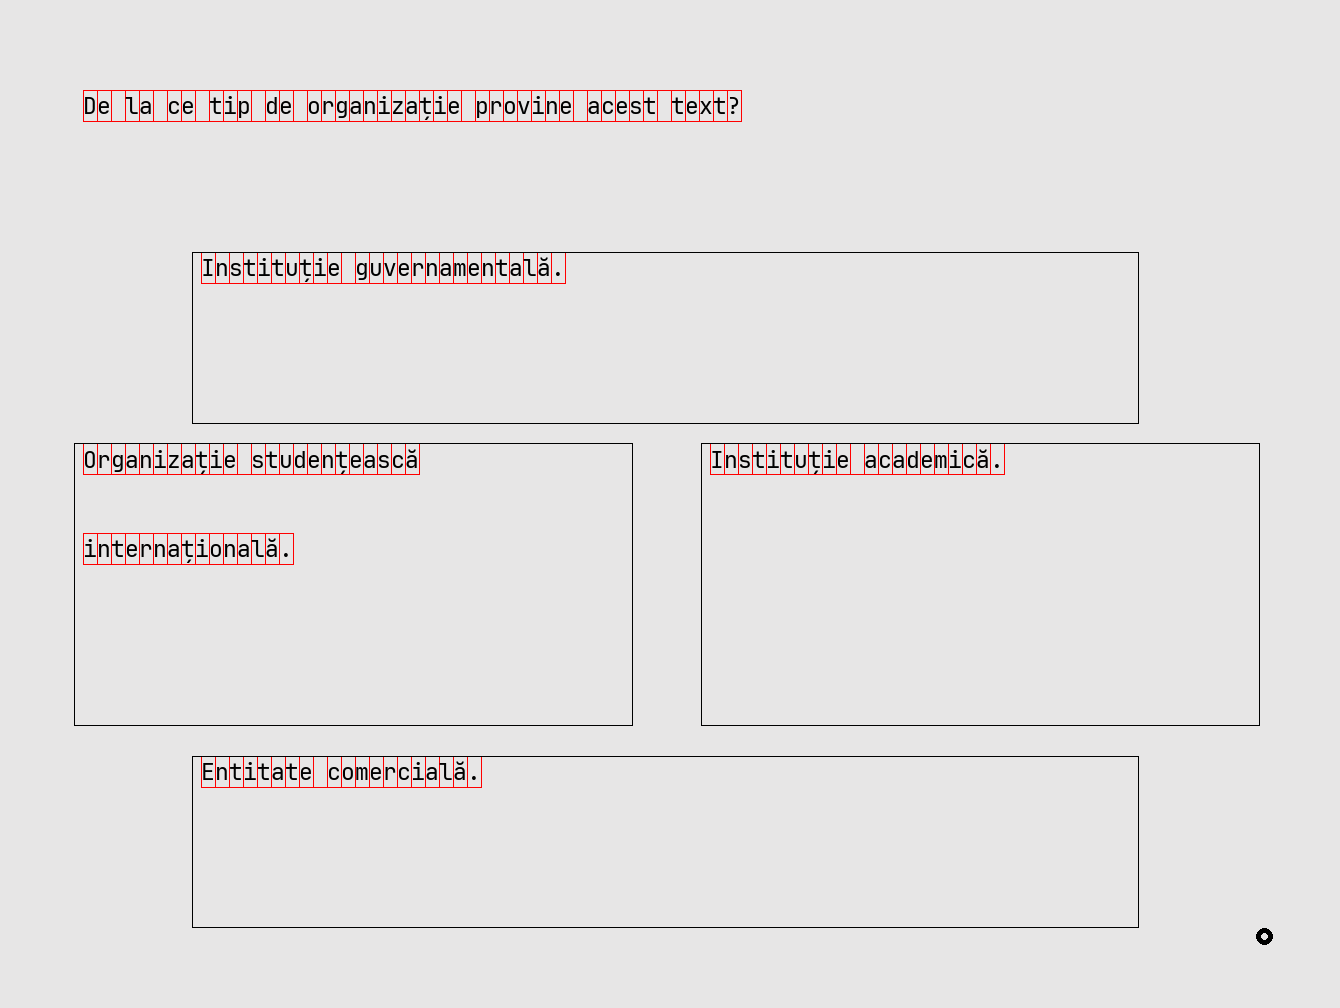 De la ce tip de organizație provine acest text?
Instituție guvernamentală.
Organizație studențească
internațională.
Instituție academică.
Entitate comercială.